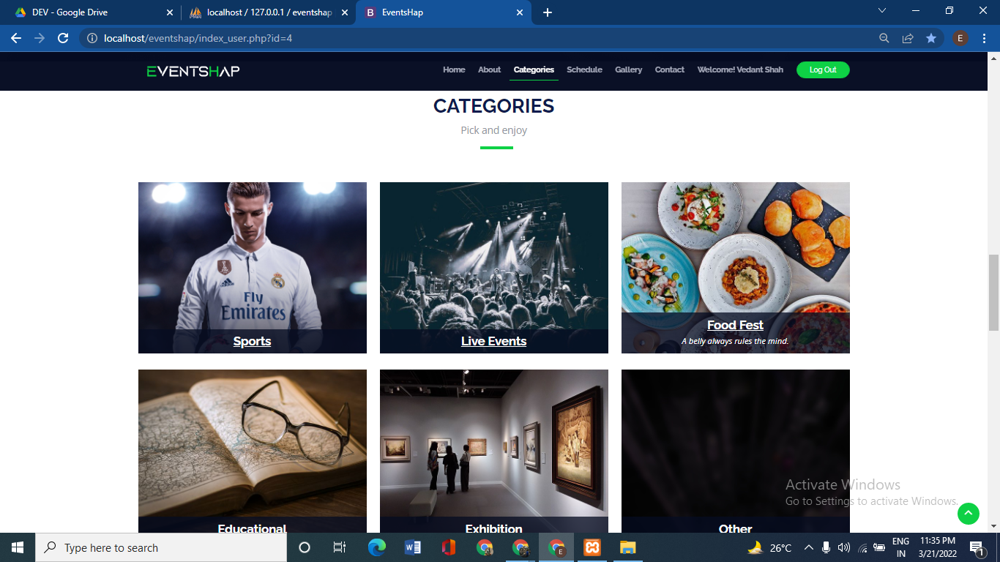 DEV - Google Drive
localhost / 127.0.0.1 / eventshap
B EventsHap
localhost/eventshap/index_user.php?id=4
E
EVENTSHAP
Home About Categories Schedule Gallery Contact Welcome! Vedant Shah Log Out
CATEGORIES
Pick and enjoy
Fly
Emirates
Sports
Live Events
Food Fest
A belly always rules the mind.
Educational
Exhibition
Other
Activate Windows
Go to Settings to activate Windows.
Type here to search
26°C
ENG
IN
11:35 PM
3/21/2022
1